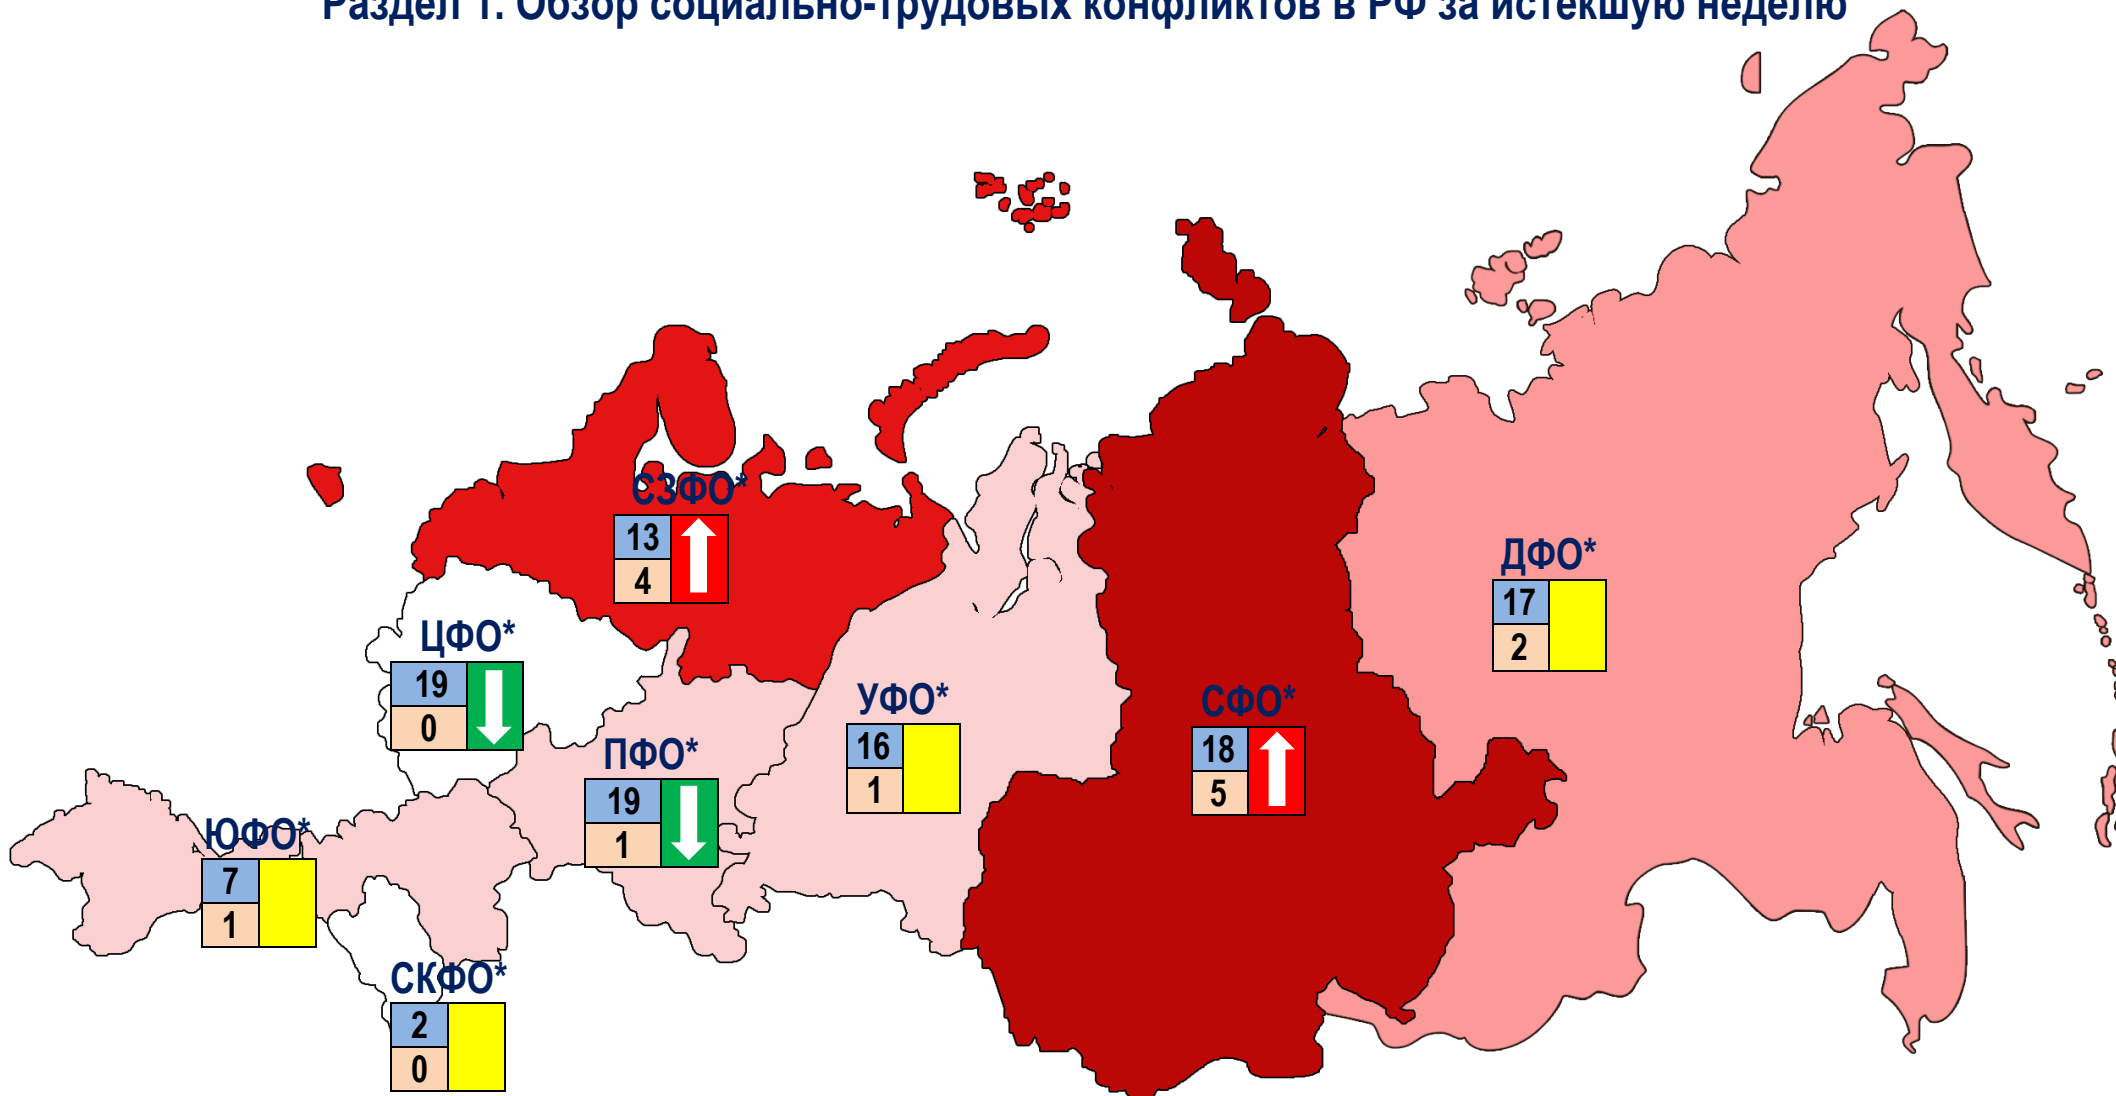 Раздел 1. Обзор социально-трудовых конфликтов в РФ за истекшую неделю
СЗФО*
13
4
ДФО*
17
2
ЦФО*
19
0
УФО*
16
1
СФО*
18
5
ПФО*
19
1
ЮФО*
7
1
СКФО*
2
0